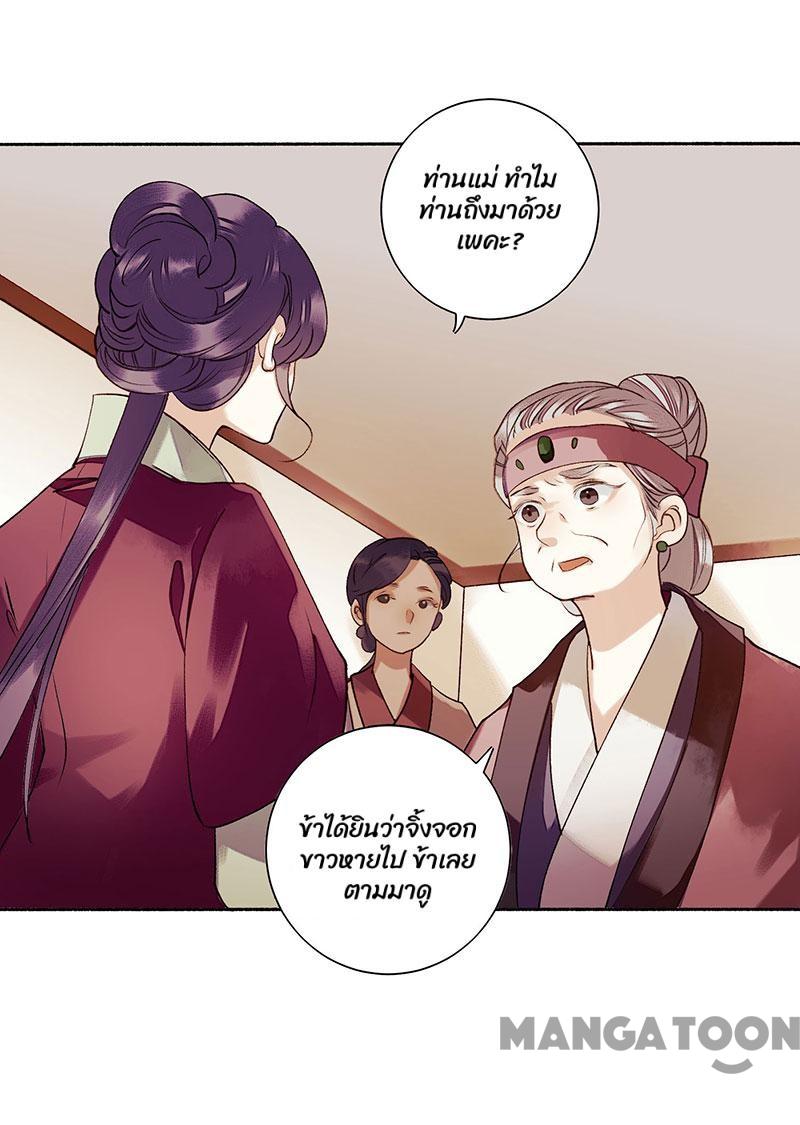 ท่านแม่ ทำไม
ท่านถึงมาด้วย
เพคะ?
ข้าได้ยินว่าจิ้งจอก
ขาวหายไป ข้าเลย
ตามมาดู
MANGATOON